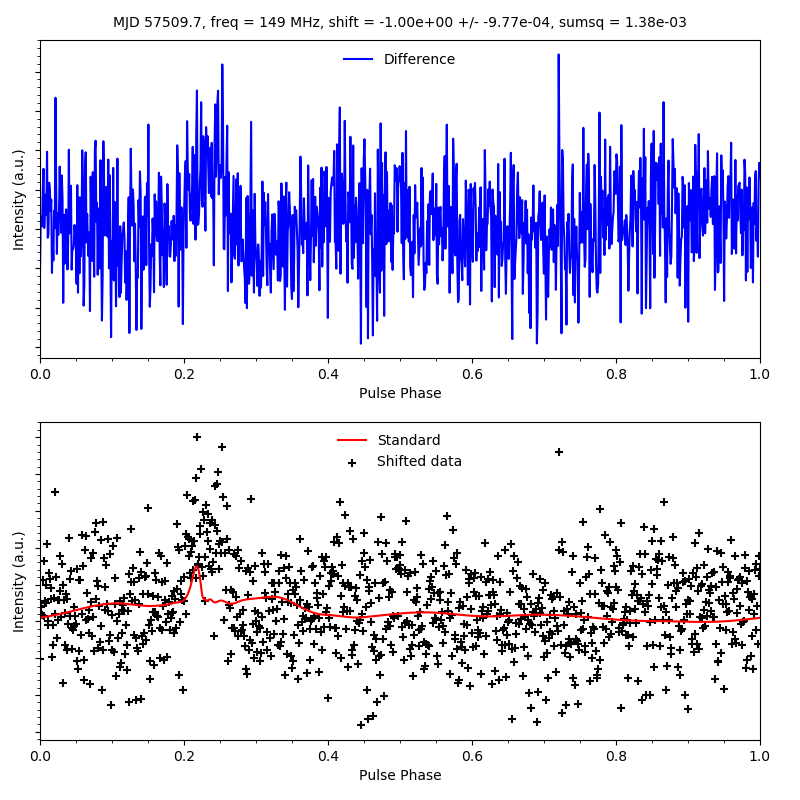 MJD 57509.7, freq = 149 MHz, shift = -1.00e+00 +/- -9.77e-04, sumsq = 1.38e-03
Difference
Intensity (a.u.)
0.0 0.2 0.4 0.6 0.8 1.0
Pulse Phase
Standard
Shifted data
Intensity (a.u.)
0.0 0.2 0.4 0.6 0.8 1.0
Pulse Phase